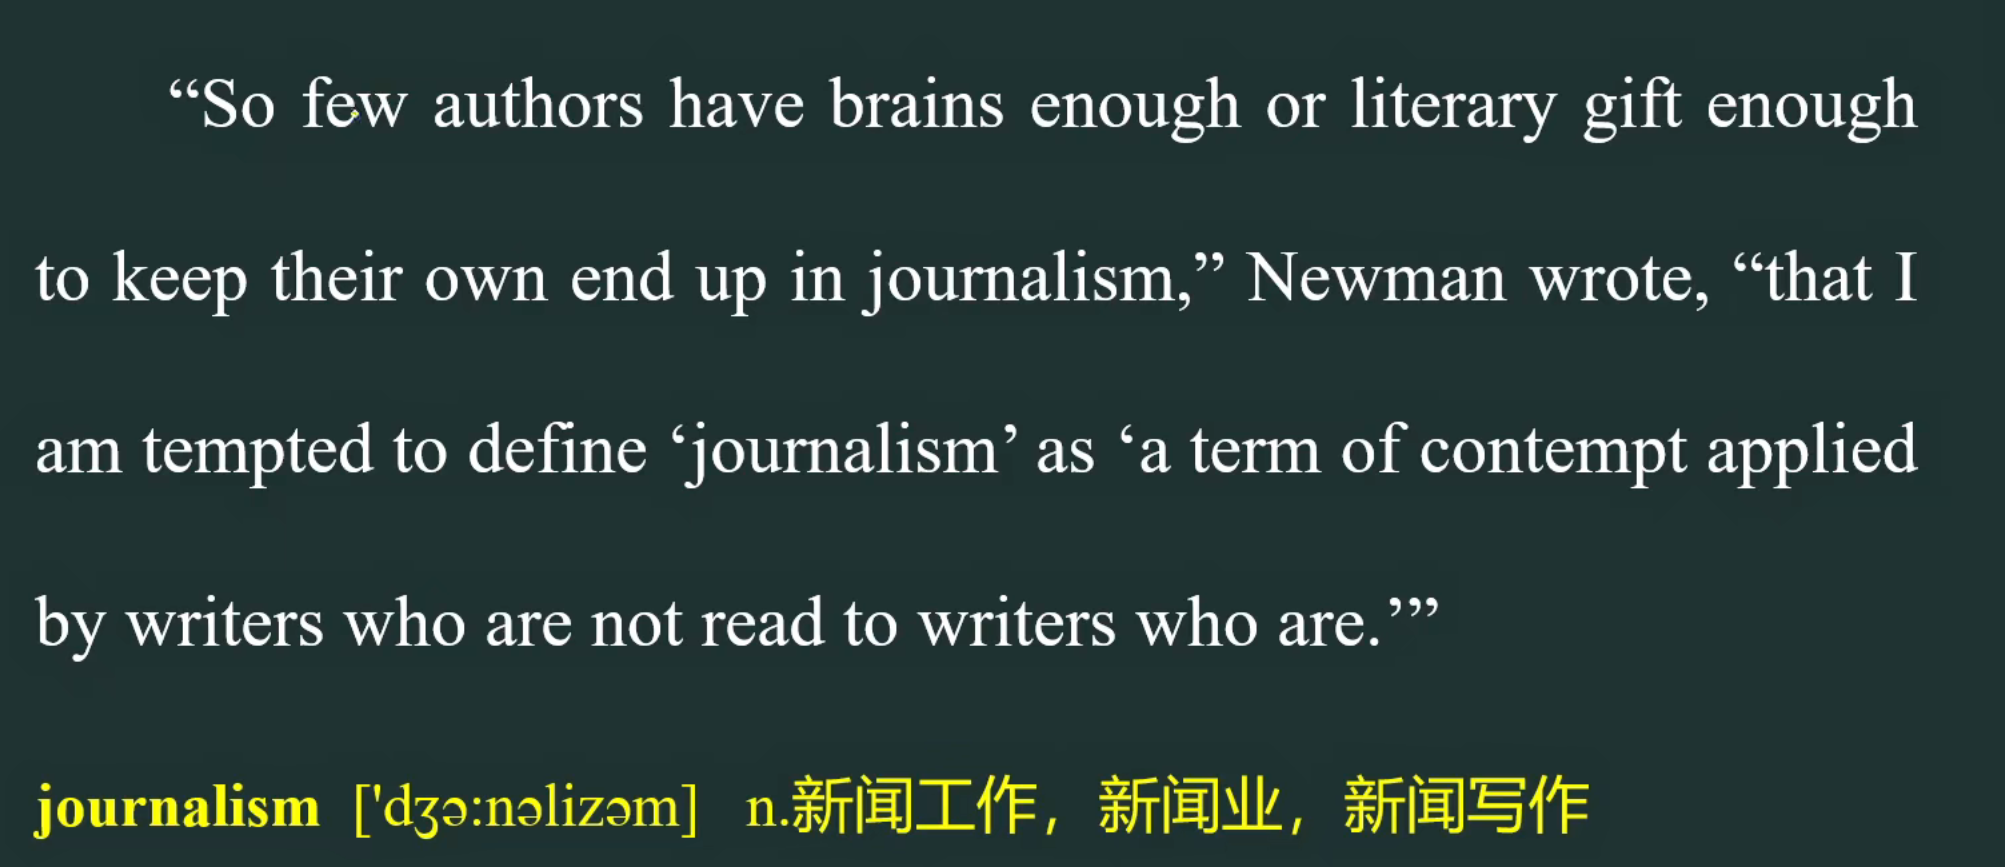 “So few authors have brains enough or literary gift enough
to keep their own end up in journalism,” Newman wrote, “that I
am tempted to define ‘journalism’ as ‘a term of contempt applied
by writers who are not read to writers who are.’”
journalism ['dʒə:nəlizəm] n.新闻工作，新闻业，新闻写作